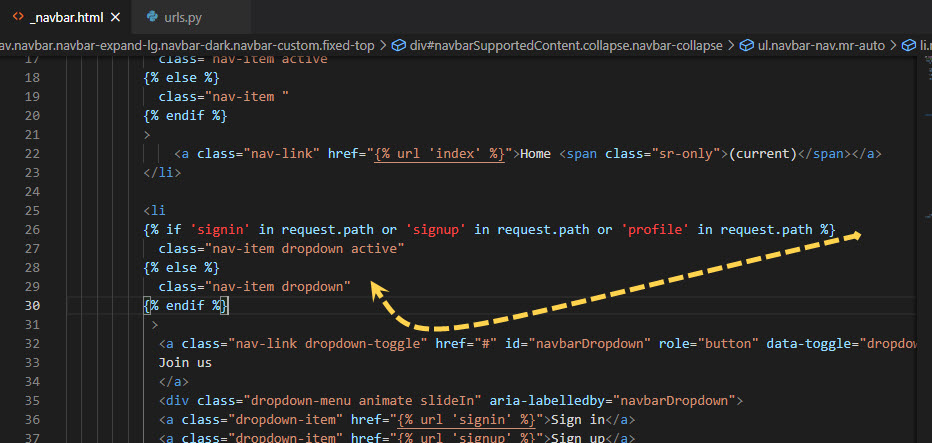 <> _navbar.html ×
urls.py
av.navbar.navbar-expand-lg.navbar-dark.navbar-custom.fixed-top > div#navbarSupportedContent.collapse.navbar-collapse > ul.navbar-nav.mr-auto > li.
17 class="nav-item active
18 {% else %}
19 class="nav-item "
20 {% endif %}
21 >
22 <a class="nav-link" href="{% url 'index' %}">Home <span class="sr-only">(current)</span></a>
23 </li>
24
25 <li
26 {% if 'signin' in request.path or 'signup' in request.path or 'profile' in request.path %}
27 class="nav-item dropdown active"
28 {% else %}
29 class="nav-item dropdown"
30 {% endif %}
31 >
32 <a class="nav-link dropdown-toggle" href="#" id="navbarDropdown" role="button" data-toggle="dropdow
33 Join us
34 </a>
35 <div class="dropdown-menu animate slideIn" aria-labelledby="navbarDropdown">
36 <a class="dropdown-item" href="{% url 'signin' %}">Sign in</a>
37 <a class="dropdown-item" href="{% url 'signup' %}">Sign up</a>